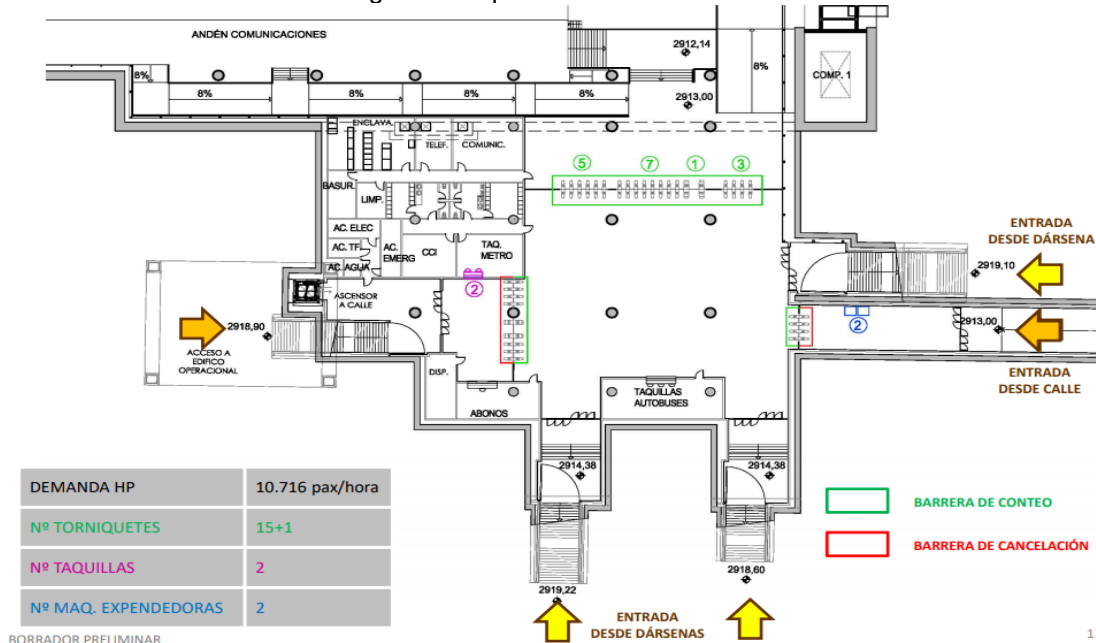 ANDÉN COMUNICACIONES
2912,14
8%
8%
COMP. 1
8%
8%
8%
8%
2913,00
ENCLAVA.
TELEF.
COMUNIC.
5
7
1
3
BASUR.
LIMP.
AC. ELEC
AC. TF.
AC. EMERG
CCI
TAQ. METRO
AC. AGUA
ENTRADA
DESDE DÁRSENA
2919,10
2
ASCENSOR
A CALLE
2918,90
2
2913,00
ACCESO A
EDIFICO
OPERACIONAL
ENTRADA
DESDE CALLE
DISP.
ABONOS
TAQUILLAS
AUTOBUSES
2914,38
2914,38
DEMANDA HP 10.716 pax/hora
Nº TORNIQUETES 15+1
Nº TAQUILLAS 2
Nº MAQ. EXPENDEDORAS 2
BARRERA DE CONTEO
BARRERA DE CANCELACIÓN
2918,60
2919,22
ENTRADA
DESDE DÁRSENAS
BORRADOR PRELIMINAR